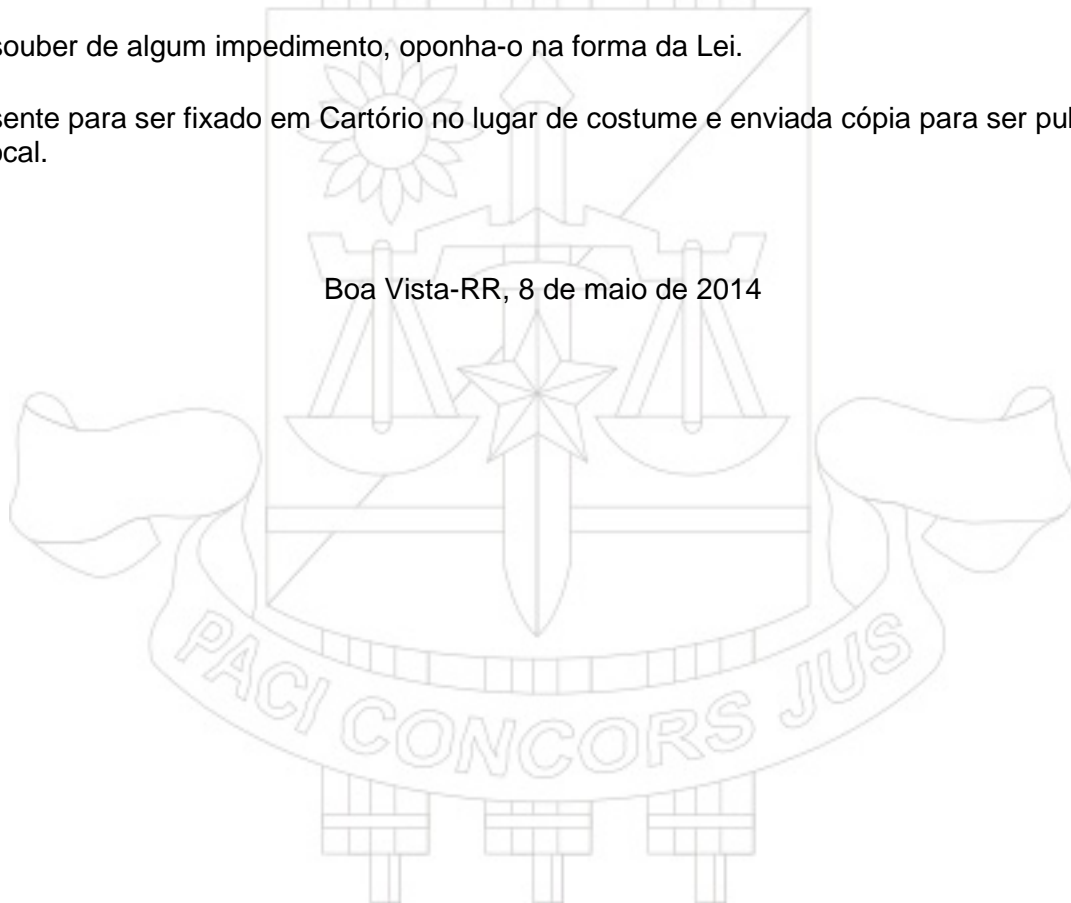 souber de algum impedimento, oponha-o na forma da Lei.
sente para ser fixado em Cartório no lugar de costume e enviada cópia para ser pul
ocal.
Boa Vista-RR, 8 de maio de 2014
PACI CONCORS JUS